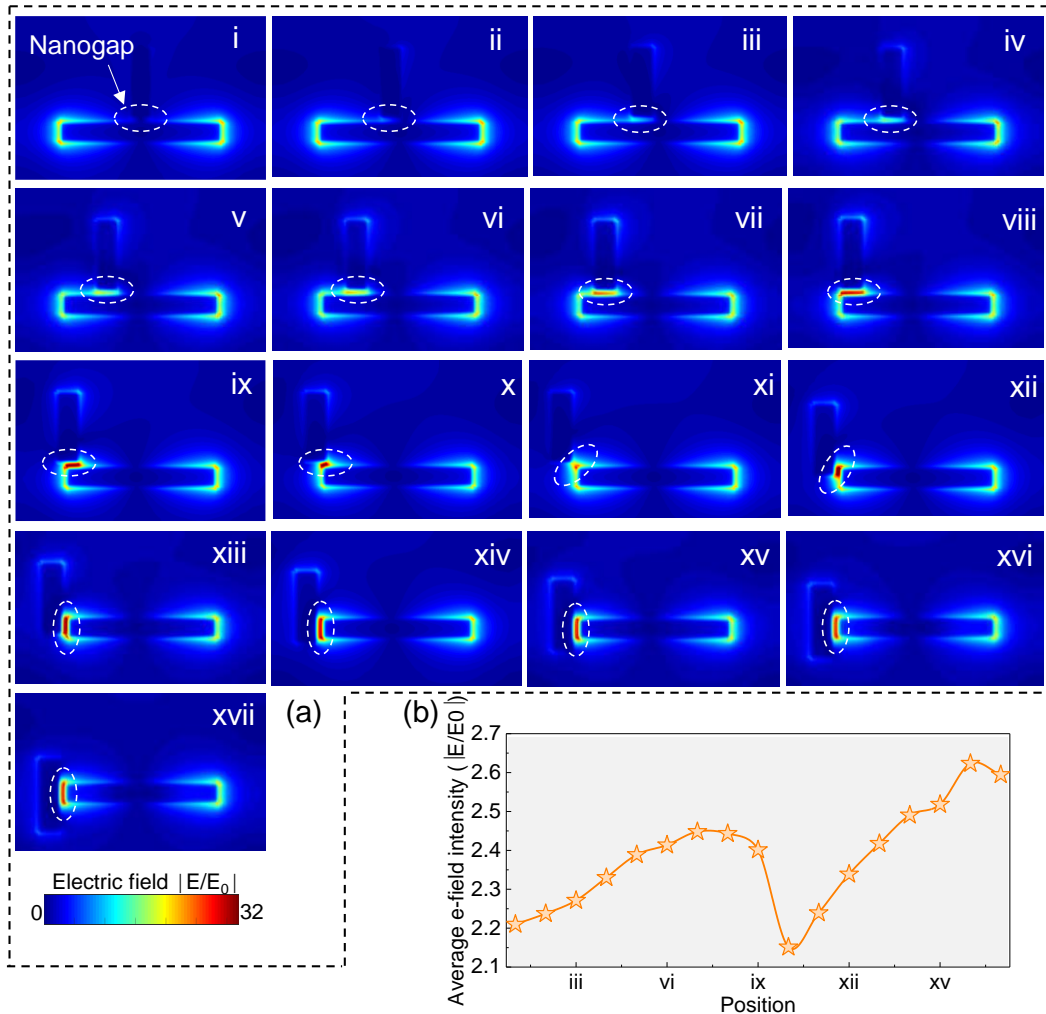 i
ii
iii
iv
Nanogap
v
vi
vii
viii
ix
x
xi
xii
xiii
xiv
xv
xvi
xvii
(a)
(b)
Electric field |E/E₀|
0
32
Average e-field intensity (|E/E0|)
2.7
2.6
2.5
2.4
2.3
2.2
2.1
iii
vi
ix
xii
xv
Position